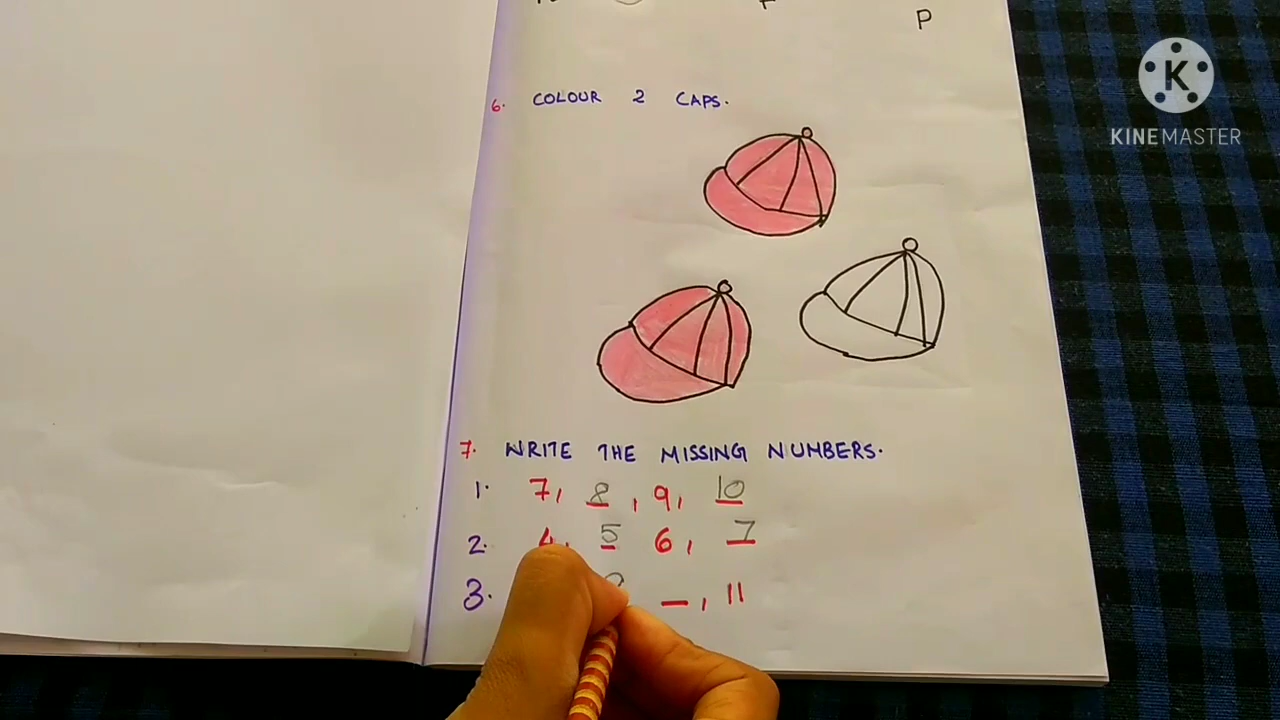 P
6. COLOUR 2 CAPS.
7. WRITE THE MISSING NUMBERS.
1. 7, 8, 9, 10
2. 4, 5 6, 7
3. _, 11
K
KINEMASTER